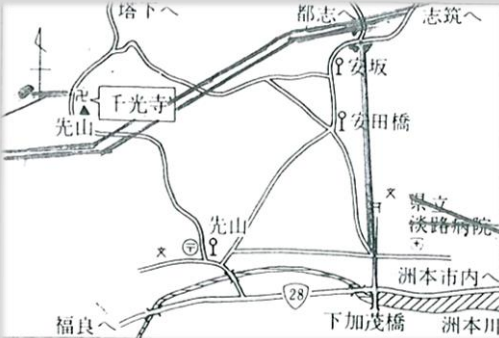 塔下へ
都志へ
志筑へ
安坂
千光寺
先山
安田橋
県立
淡路病院
先山
28
洲本市内へ
福良へ
下加茂橋
洲本川